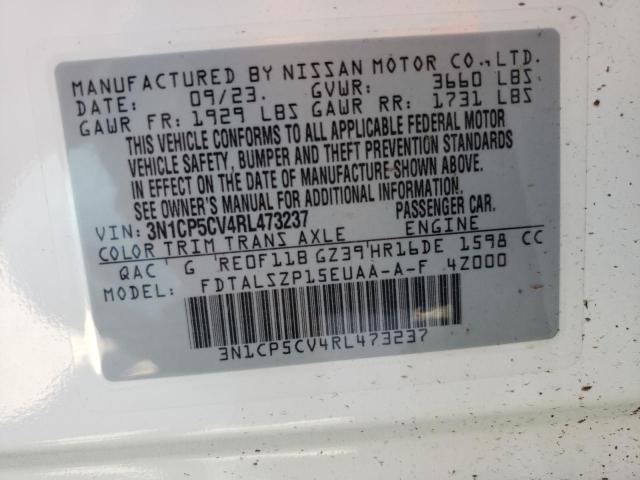 MANUFACTURED BY NISSAN MOTOR CO., LTD.
DATE: 09/23. GVWR: 3660 LBS
GAWR FR: 1929 LBS GAWR RR: 1731 LBS
THIS VEHICLE CONFORMS TO ALL APPLICABLE FEDERAL MOTOR
VEHICLE SAFETY, BUMPER AND THEFT PREVENTION STANDARDS
IN EFFECT ON THE DATE OF MANUFACTURE SHOWN ABOVE.
SEE OWNER'S MANUAL FOR ADDITIONAL INFORMATION.
VIN: 3N1CP5CV4RL473237 PASSENGER CAR.
COLOR TRIM TRANS AXLE ENGINE
QAC G RE0F11B GZ39 HR16DE 1598 CC
MODEL: FDTALSZP15EUAA-A-F 4Z000
3N1CP5CV4RL473237